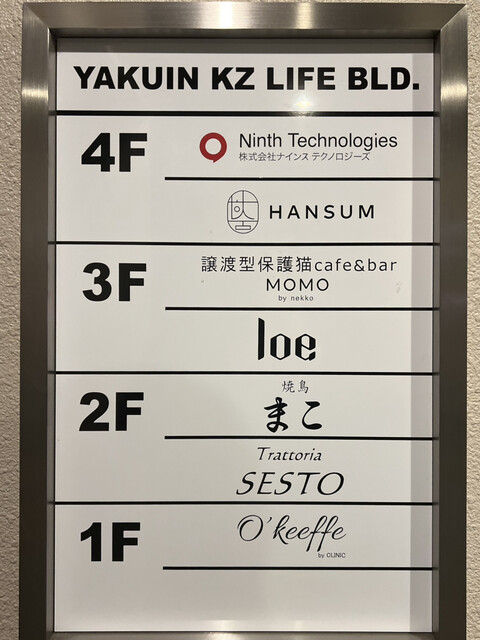 YAKUIN KZ LIFE BLD.
4F
Ninth Technologies
株式会社ナインス テクノロジーズ
HANSUM
3F
譲渡型保護猫cafe&bar
MOMO
by nekko
loe
2F
焼鳥
まこ
Trattoria
SESTO
1F
O'keeffe
by CLINIC